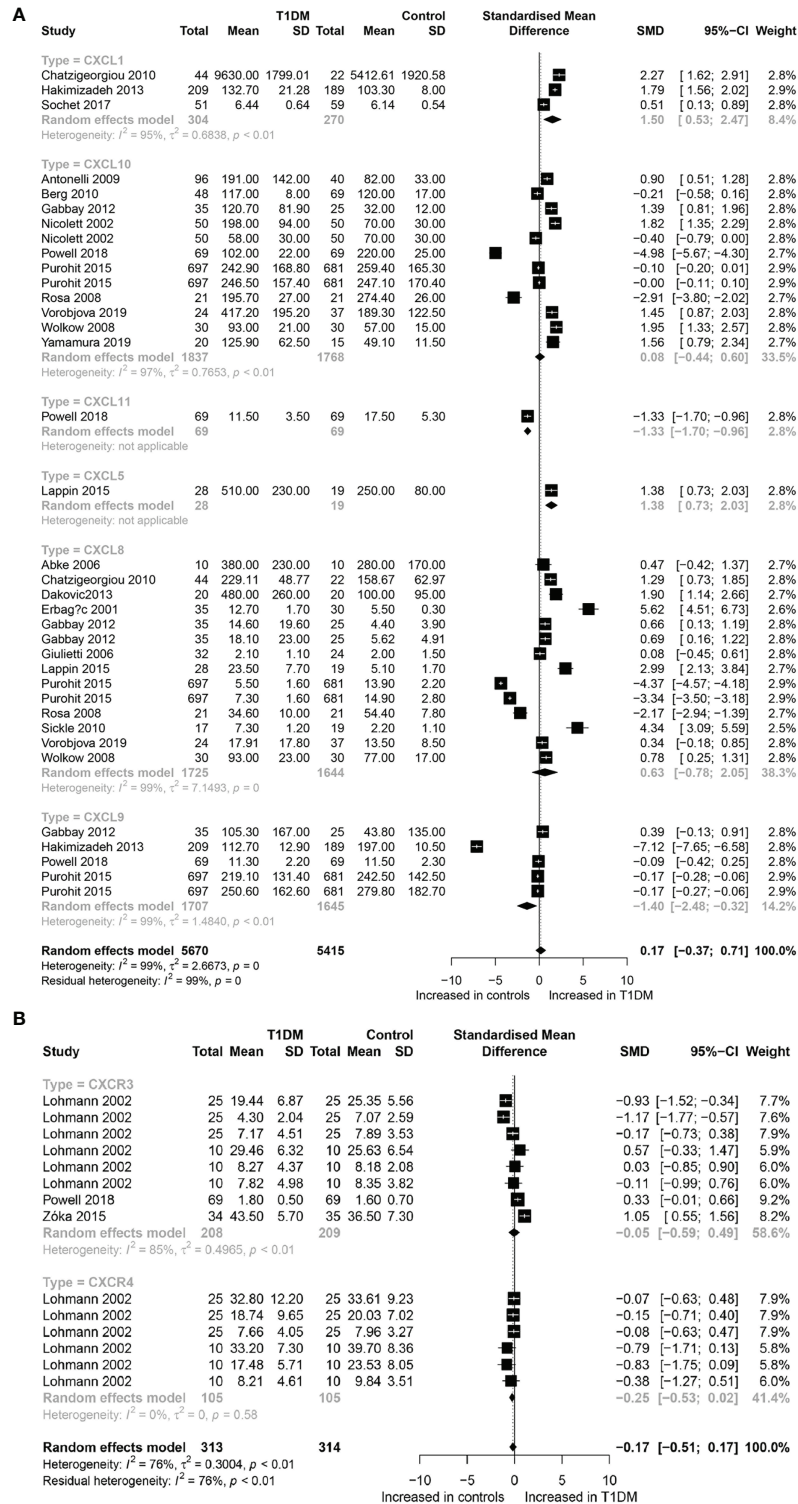 A
T1DM Control Standardised Mean
Study Total Mean SD Total Mean SD Difference SMD 95%−CI Weight
Type = CXCL1
Chatzigeorgiou 2010 44 9630.00 1799.01 22 5412.61 1920.58 2.27 [ 1.62; 2.91] 2.8%
Hakimizadeh 2013 209 132.70 21.28 189 103.30 8.00 1.79 [ 1.56; 2.02] 2.9%
Sochet 2017 51 6.44 0.64 59 6.14 0.54 0.51 [ 0.13; 0.89] 2.8%
Random effects model 304 270 1.50 [ 0.53; 2.47] 8.4%
Heterogeneity: I² = 95%, τ² = 0.6838, p < 0.01
Type = CXCL10
Antonelli 2009 96 191.00 142.00 40 82.00 33.00 0.90 [ 0.51; 1.28] 2.8%
Berg 2010 48 117.00 8.00 69 120.00 17.00 −0.21 [−0.58; 0.16] 2.8%
Gabbay 2012 35 120.70 81.90 25 32.00 12.00 1.39 [ 0.81; 1.96] 2.8%
Nicolett 2002 50 198.00 94.00 50 70.00 30.00 1.82 [ 1.35; 2.29] 2.8%
Nicolett 2002 50 58.00 30.00 50 70.00 30.00 −0.40 [−0.79; 0.00] 2.8%
Powell 2018 69 102.00 22.00 69 220.00 25.00 −4.98 [−5.67; −4.30] 2.7%
Purohit 2015 697 242.90 168.80 681 259.40 165.30 −0.10 [−0.20; 0.01] 2.9%
Purohit 2015 697 246.50 157.40 681 247.10 170.40 −0.00 [−0.11; 0.10] 2.9%
Rosa 2008 21 195.70 27.00 21 274.40 26.00 −2.91 [−3.80; −2.02] 2.7%
Vorobjova 2019 24 417.20 195.20 37 189.30 122.50 1.45 [ 0.87; 2.03] 2.8%
Wolkow 2008 30 93.00 21.00 30 57.00 15.00 1.95 [ 1.33; 2.57] 2.8%
Yamamura 2019 20 125.90 62.50 15 49.10 11.50 1.56 [ 0.79; 2.34] 2.7%
Random effects model 1837 1768 0.08 [−0.44; 0.60] 33.5%
Heterogeneity: I² = 97%, τ² = 0.7653, p < 0.01
Type = CXCL11
Powell 2018 69 11.50 3.50 69 17.50 5.30 −1.33 [−1.70; −0.96] 2.8%
Random effects model 69 69 −1.33 [−1.70; −0.96] 2.8%
Heterogeneity: not applicable
Type = CXCL5
Lappin 2015 28 510.00 230.00 19 250.00 80.00 1.38 [ 0.73; 2.03] 2.8%
Random effects model 28 19 1.38 [ 0.73; 2.03] 2.8%
Heterogeneity: not applicable
Type = CXCL8
Abke 2006 10 380.00 230.00 10 280.00 170.00 0.47 [−0.42; 1.37] 2.7%
Chatzigeorgiou 2010 44 229.11 48.77 22 158.67 62.97 1.29 [ 0.73; 1.85] 2.8%
Dakovic2013 20 480.00 260.00 20 100.00 95.00 1.90 [ 1.14; 2.66] 2.7%
Erbag?c 2001 35 12.70 1.70 30 5.50 0.30 5.62 [ 4.51; 6.73] 2.6%
Gabbay 2012 35 14.60 19.60 25 4.40 3.90 0.66 [ 0.13; 1.19] 2.8%
Gabbay 2012 35 18.10 23.00 25 5.62 4.91 0.69 [ 0.16; 1.22] 2.8%
Giulietti 2006 32 2.10 1.10 24 2.00 1.50 0.08 [−0.45; 0.61] 2.8%
Lappin 2015 28 23.50 7.70 19 5.10 1.70 2.99 [ 2.13; 3.84] 2.7%
Purohit 2015 697 5.50 1.60 681 13.90 2.20 −4.37 [−4.57; −4.18] 2.9%
Purohit 2015 697 7.30 1.60 681 14.90 2.80 −3.34 [−3.50; −3.18] 2.9%
Rosa 2008 21 34.60 10.00 21 54.40 7.80 −2.17 [−2.94; −1.39] 2.7%
Sickle 2010 17 7.30 1.20 19 2.20 1.10 4.34 [ 3.09; 5.59] 2.5%
Vorobjova 2019 24 17.91 17.80 37 13.50 8.50 0.34 [−0.18; 0.85] 2.8%
Wolkow 2008 30 93.00 23.00 30 77.00 17.00 0.78 [ 0.25; 1.31] 2.8%
Random effects model 1725 1644 0.63 [−0.78; 2.05] 38.3%
Heterogeneity: I² = 99%, τ² = 7.1493, p = 0
Type = CXCL9
Gabbay 2012 35 105.30 167.00 25 43.80 135.00 0.39 [−0.13; 0.91] 2.8%
Hakimizadeh 2013 209 112.70 12.90 189 197.00 10.50 −7.12 [−7.65; −6.58] 2.8%
Powell 2018 69 11.30 2.20 69 11.50 2.30 −0.09 [−0.42; 0.25] 2.8%
Purohit 2015 697 219.10 131.40 681 242.50 142.50 −0.17 [−0.28; −0.06] 2.9%
Purohit 2015 697 250.60 162.60 681 279.80 182.70 −0.17 [−0.27; −0.06] 2.9%
Random effects model 1707 1645 −1.40 [−2.48; −0.32] 14.2%
Heterogeneity: I² = 99%, τ² = 1.4840, p < 0.01
Random effects model 5670 5415 0.17 [−0.37; 0.71] 100.0%
Heterogeneity: I² = 99%, τ² = 2.6673, p = 0
Residual heterogeneity: I² = 99%, p = 0
−10 −5 0 5 10
Increased in controls Increased in T1DM
B
T1DM Control Standardised Mean
Study Total Mean SD Total Mean SD Difference SMD 95%−CI Weight
Type = CXCR3
Lohmann 2002 25 19.44 6.87 25 25.35 5.56 −0.93 [−1.52; −0.34] 7.7%
Lohmann 2002 25 4.30 2.04 25 7.07 2.59 −1.17 [−1.77; −0.57] 7.6%
Lohmann 2002 25 7.17 4.51 25 7.89 3.53 −0.17 [−0.73; 0.38] 7.9%
Lohmann 2002 10 29.46 6.32 10 25.63 6.54 0.57 [−0.33; 1.47] 5.9%
Lohmann 2002 10 8.27 4.37 10 8.18 2.08 0.03 [−0.85; 0.90] 6.0%
Lohmann 2002 10 7.82 4.98 10 8.35 3.82 −0.11 [−0.99; 0.76] 6.0%
Powell 2018 69 1.80 0.50 69 1.60 0.70 0.33 [−0.01; 0.66] 9.2%
Zóka 2015 34 43.50 5.70 35 36.50 7.30 1.05 [ 0.55; 1.56] 8.2%
Random effects model 208 209 −0.05 [−0.59; 0.49] 58.6%
Heterogeneity: I² = 85%, τ² = 0.4965, p < 0.01
Type = CXCR4
Lohmann 2002 25 32.80 12.20 25 33.61 9.23 −0.07 [−0.63; 0.48] 7.9%
Lohmann 2002 25 18.74 9.65 25 20.03 7.02 −0.15 [−0.71; 0.40] 7.9%
Lohmann 2002 25 7.66 4.05 25 7.96 3.27 −0.08 [−0.63; 0.47] 7.9%
Lohmann 2002 10 33.20 7.30 10 39.70 8.36 −0.79 [−1.71; 0.13] 5.8%
Lohmann 2002 10 17.48 5.71 10 23.53 8.05 −0.83 [−1.75; 0.09] 5.8%
Lohmann 2002 10 8.21 4.61 10 9.84 3.51 −0.38 [−1.27; 0.51] 6.0%
Random effects model 105 105 −0.25 [−0.53; 0.02] 41.4%
Heterogeneity: I² = 0%, τ² = 0, p = 0.58
Random effects model 313 314 −0.17 [−0.51; 0.17] 100.0%
Heterogeneity: I² = 76%, τ² = 0.3004, p < 0.01
Residual heterogeneity: I² = 76%, p < 0.01
−10 −5 0 5 10
Increased in controls Increased in T1DM